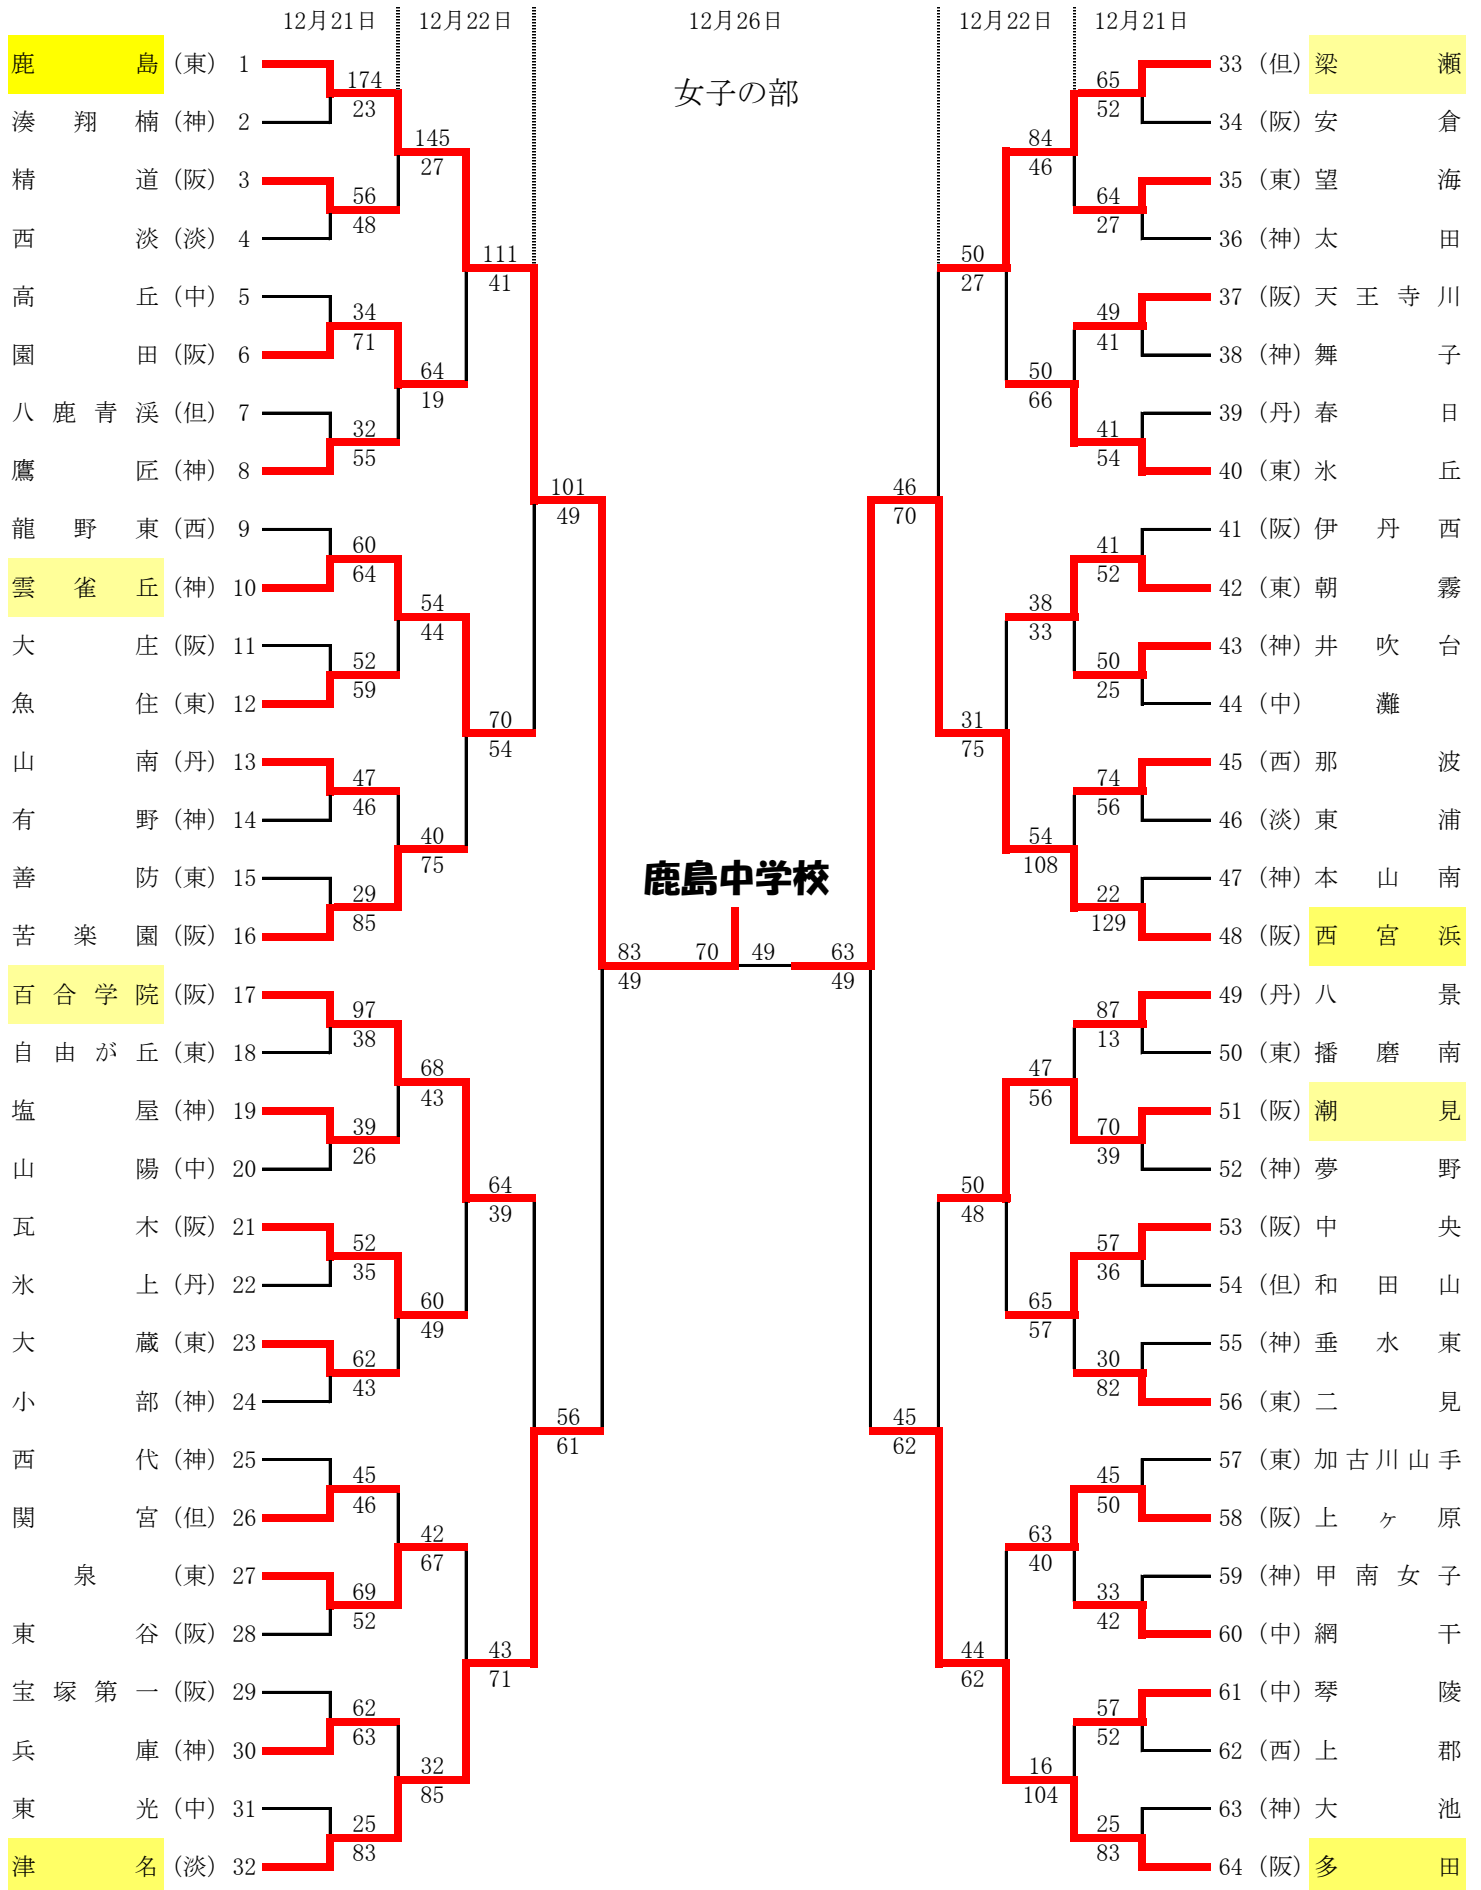 12月21日 12月22日 12月26日 12月22日 12月21日
女子の部
鹿島 (東) 1
湊翔楠 (神) 2
精道 (阪) 3
西淡 (淡) 4
高丘 (中) 5
園田 (阪) 6
八鹿青渓 (但) 7
鷹匠 (神) 8
龍野東 (西) 9
雲雀丘 (神) 10
大庄 (阪) 11
魚住 (東) 12
山南 (丹) 13
有野 (神) 14
善防 (東) 15
苦楽園 (阪) 16
百合学院 (阪) 17
自由が丘 (東) 18
塩屋 (神) 19
山陽 (中) 20
瓦木 (阪) 21
氷上 (丹) 22
大蔵 (東) 23
小部 (神) 24
西代 (神) 25
関宮 (但) 26
泉 (東) 27
東谷 (阪) 28
宝塚第一 (阪) 29
兵庫 (神) 30
東光 (中) 31
津名 (淡) 32
174
23
56
48
34
71
32
55
60
64
52
59
47
46
29
85
97
38
39
26
52
35
62
43
45
46
69
52
62
63
25
83
145
27
64
19
54
44
40
75
68
43
60
49
42
67
32
85
111
41
70
54
64
39
43
71
101
49
56
61
鹿島中学校
83 70 49 63
49 49
46
70
45
62
50
27
31
75
50
48
44
62
84
46
50
66
38
33
54
108
47
56
65
57
63
40
16
104
65
52
64
27
49
41
41
54
41
52
50
25
74
56
22
129
87
13
70
39
57
36
30
82
45
50
33
42
57
52
25
83
33 (但) 梁瀬
34 (阪) 安倉
35 (東) 望海
36 (神) 太田
37 (阪) 天王寺川
38 (神) 舞子
39 (丹) 春日
40 (東) 氷丘
41 (阪) 伊丹西
42 (東) 朝霧
43 (神) 井吹台
44 (中) 灘
45 (西) 那波
46 (淡) 東浦
47 (神) 本山南
48 (阪) 西宮浜
49 (丹) 八景
50 (東) 播磨南
51 (阪) 潮見
52 (神) 夢野
53 (阪) 中央
54 (但) 和田山
55 (神) 垂水東
56 (東) 二見
57 (東) 加古川山手
58 (阪) 上ヶ原
59 (神) 甲南女子
60 (中) 網干
61 (中) 琴陵
62 (西) 上郡
63 (神) 大池
64 (阪) 多田